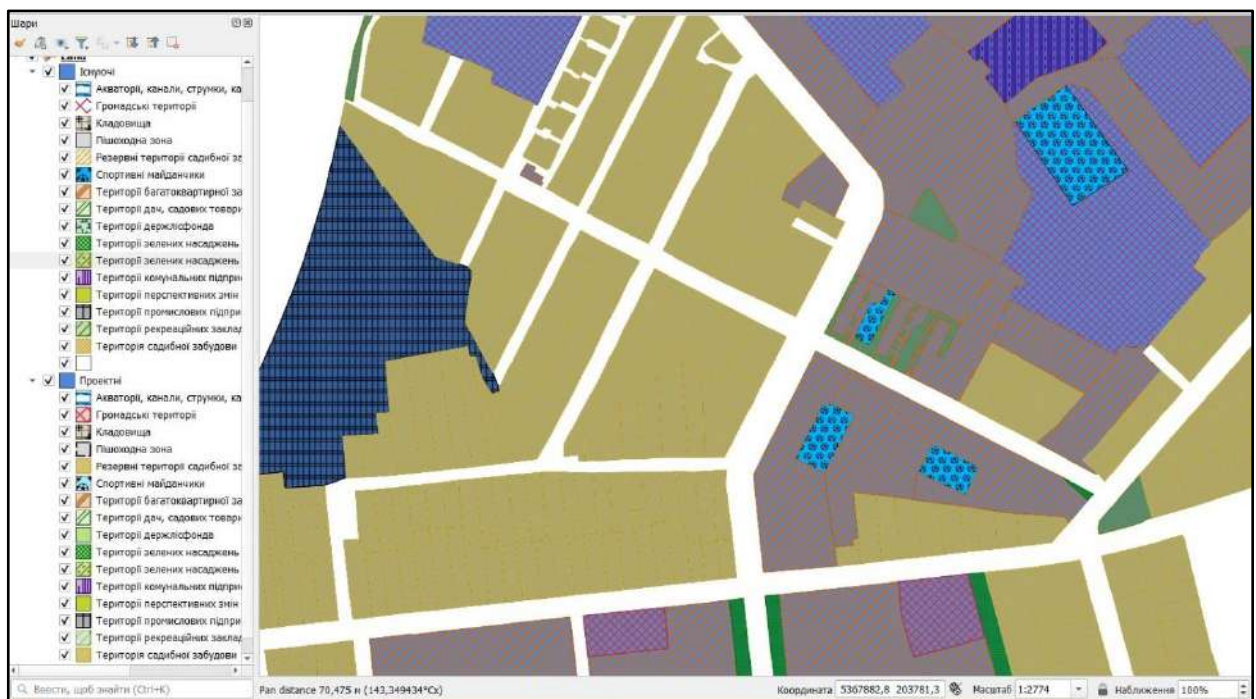 Шари
Існуючі
Акваторії, канали, струмки, ка
Громадські території
Кладовища
Пішоходна зона
Резервні території садибної за
Спортивні майданчики
Території багатоквартирної за
Території дач, садових товари
Території держлісфонда
Території зелених насаджень
Території зелених насаджень
Території комунальних підпри
Території перспективних змін
Території промислових підпри
Території рекреаційних заклад
Територія садибної забудови
Проектні
Акваторії, канали, струмки, ка
Громадські території
Кладовища
Пішоходна зона
Резервні території садибної за
Спортивні майданчики
Території багатоквартирної за
Території дач, садових товари
Території держлісфонда
Території зелених насаджень
Території зелених насаджень
Території комунальних підпри
Території перспективних змін
Території промислових підпри
Території рекреаційних заклад
Територія садибної забудови
Ввести, щоб знайти (Ctrl+K) Pan distance 70,475 м (143,349434°Cx) Координата 5367882,8 203781,3 Масштаб 1:2774 Наближення 100%